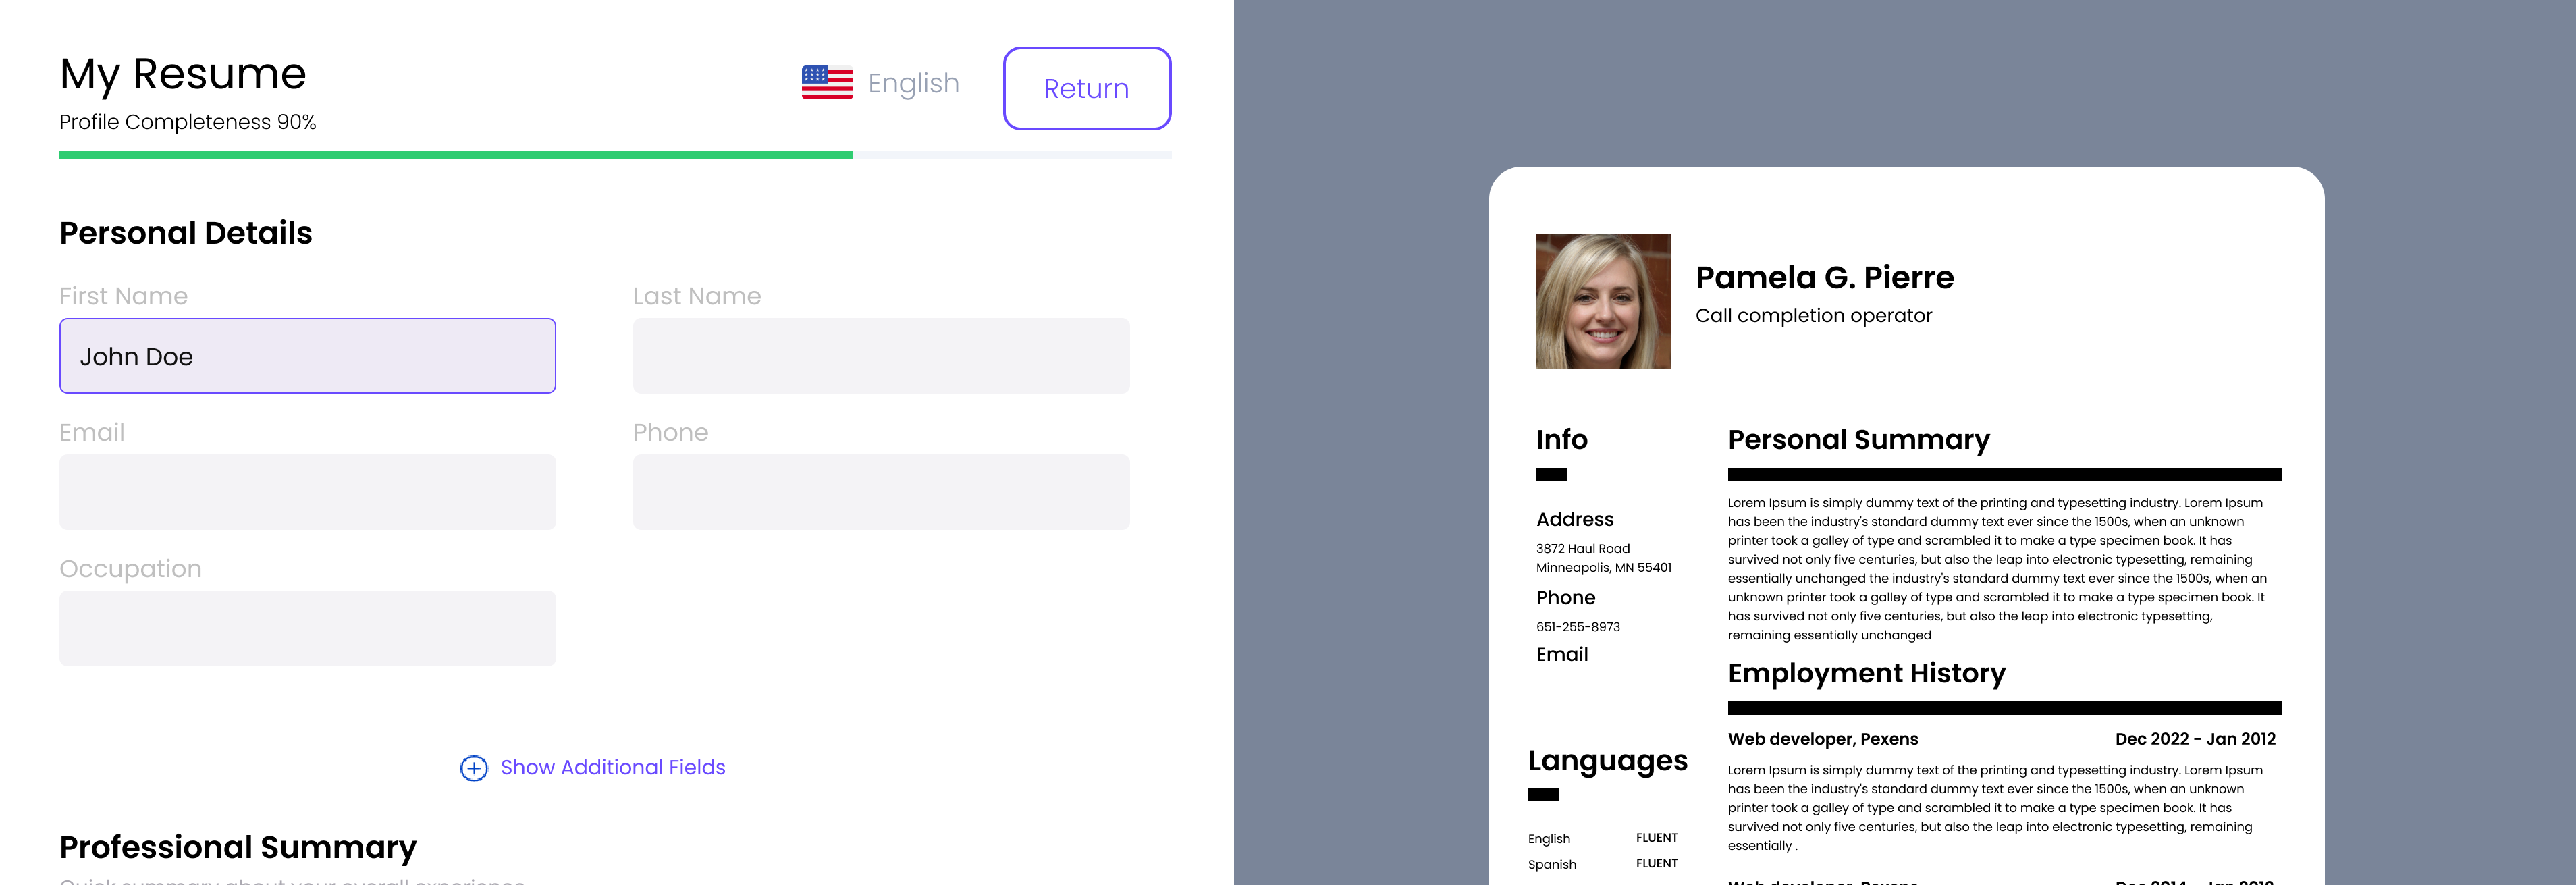 My Resume
English
Return
Profile Completeness 90%
Personal Details
First Name
Last Name
John Doe
Email
Phone
Occupation
Show Additional Fields
Professional Summary
Quick summary about your overall experience
Pamela G. Pierre
Call completion operator
Info
Address
3872 Haul Road
Minneapolis, MN 55401
Phone
651-255-8973
Email
Languages
English FLUENT
Spanish FLUENT
Personal Summary
Lorem Ipsum is simply dummy text of the printing and typesetting industry. Lorem Ipsum
has been the industry's standard dummy text ever since the 1500s, when an unknown
printer took a galley of type and scrambled it to make a type specimen book. It has
survived not only five centuries, but also the leap into electronic typesetting, remaining
essentially unchanged the industry's standard dummy text ever since the 1500s, when an
unknown printer took a galley of type and scrambled it to make a type specimen book. It
has survived not only five centuries, but also the leap into electronic typesetting,
remaining essentially unchanged
Employment History
Web developer, Pexens Dec 2022 - Jan 2012
Lorem Ipsum is simply dummy text of the printing and typesetting industry. Lorem Ipsum
has been the industry's standard dummy text ever since the 1500s, when an unknown
printer took a galley of type and scrambled it to make a type specimen book. It has
survived not only five centuries, but also the leap into electronic typesetting, remaining
essentially .
Web developer, Pexens